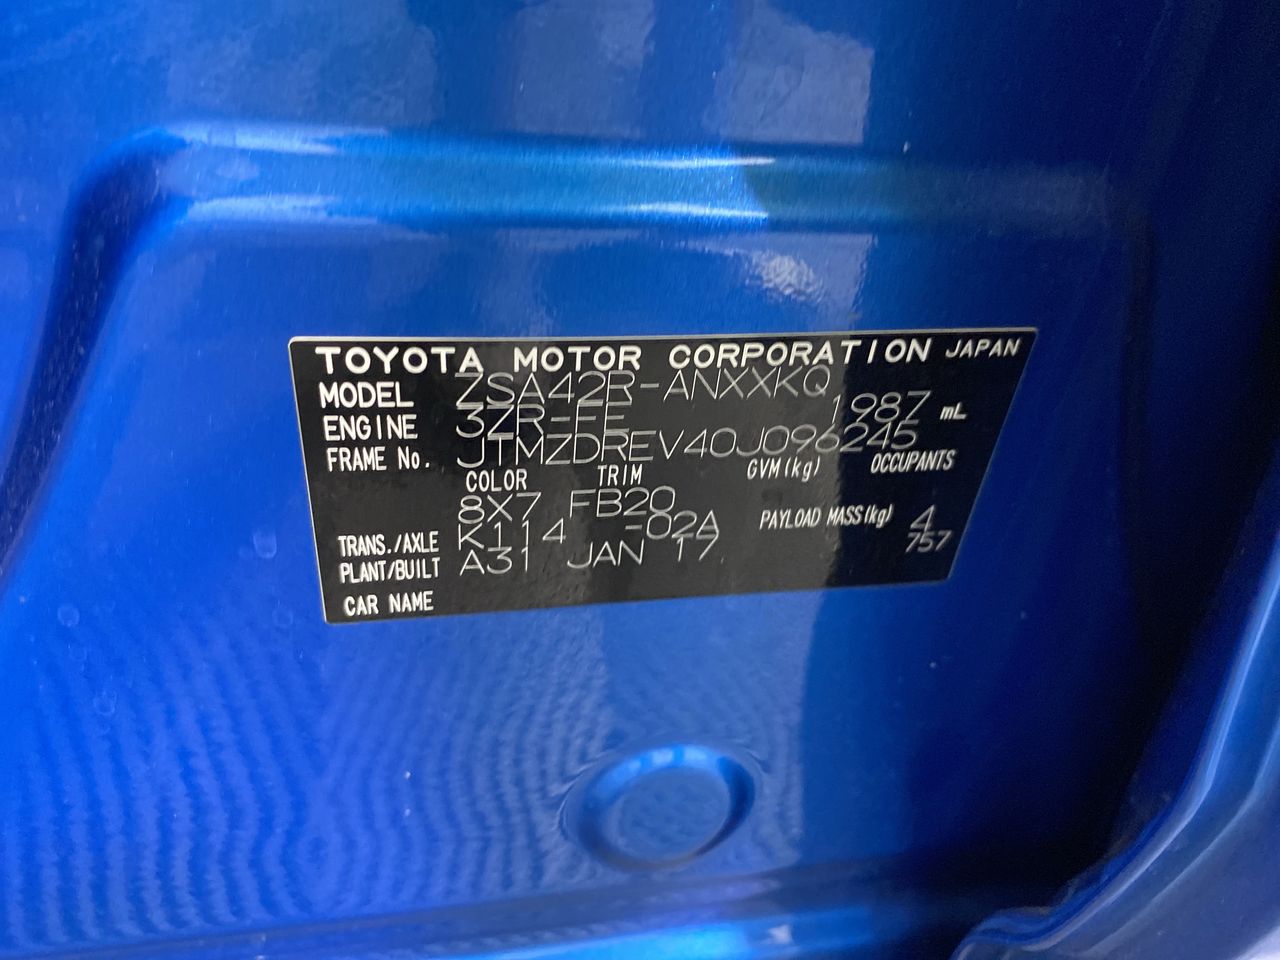 TOYOTA MOTOR CORPORATION JAPAN
MODEL ZSA42R-ANXXKQ
ENGINE 3ZR-FE 1987 mL
FRAME No. JTMZDREV40J096245
COLOR TRIM GVM(kg) OCCUPANTS
8X7 FB20
TRANS./AXLE K114 -02A PAYLOAD MASS(kg) 4
PLANT/BUILT A31 JAN 17 757
CAR NAME